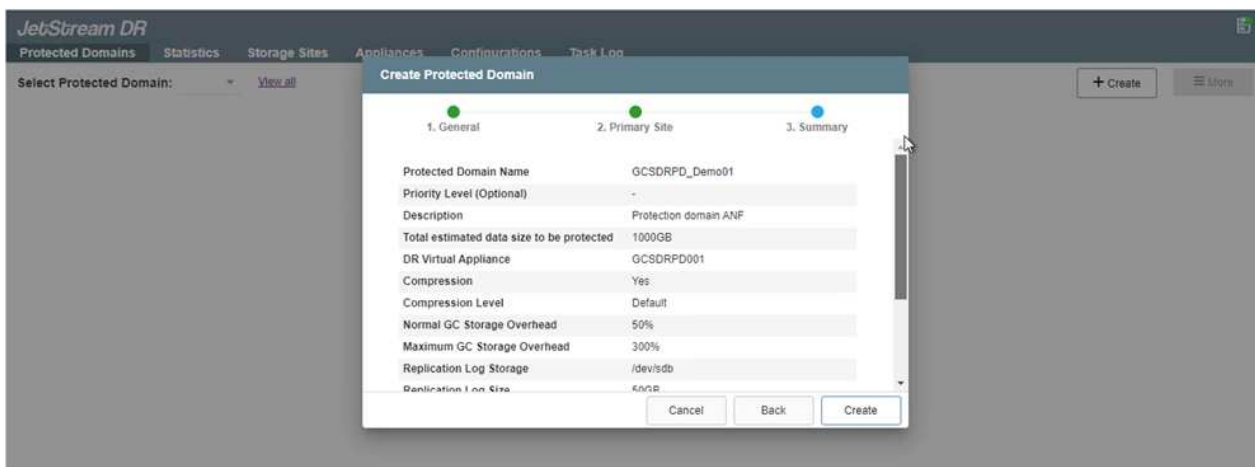 JetStream DR
Protected Domains Statistics Storage Sites Appliances Configurations Task Log
Select Protected Domain: View all + Create More
Create Protected Domain
1. General 2. Primary Site 3. Summary
Protected Domain Name GCSDRPD_Demo01
Priority Level (Optional) -
Description Protection domain ANF
Total estimated data size to be protected 1000GB
DR Virtual Appliance GCSDRPD001
Compression Yes
Compression Level Default
Normal GC Storage Overhead 50%
Maximum GC Storage Overhead 300%
Replication Log Storage /dev/sdb
Replication Log Size 50GB
Cancel Back Create